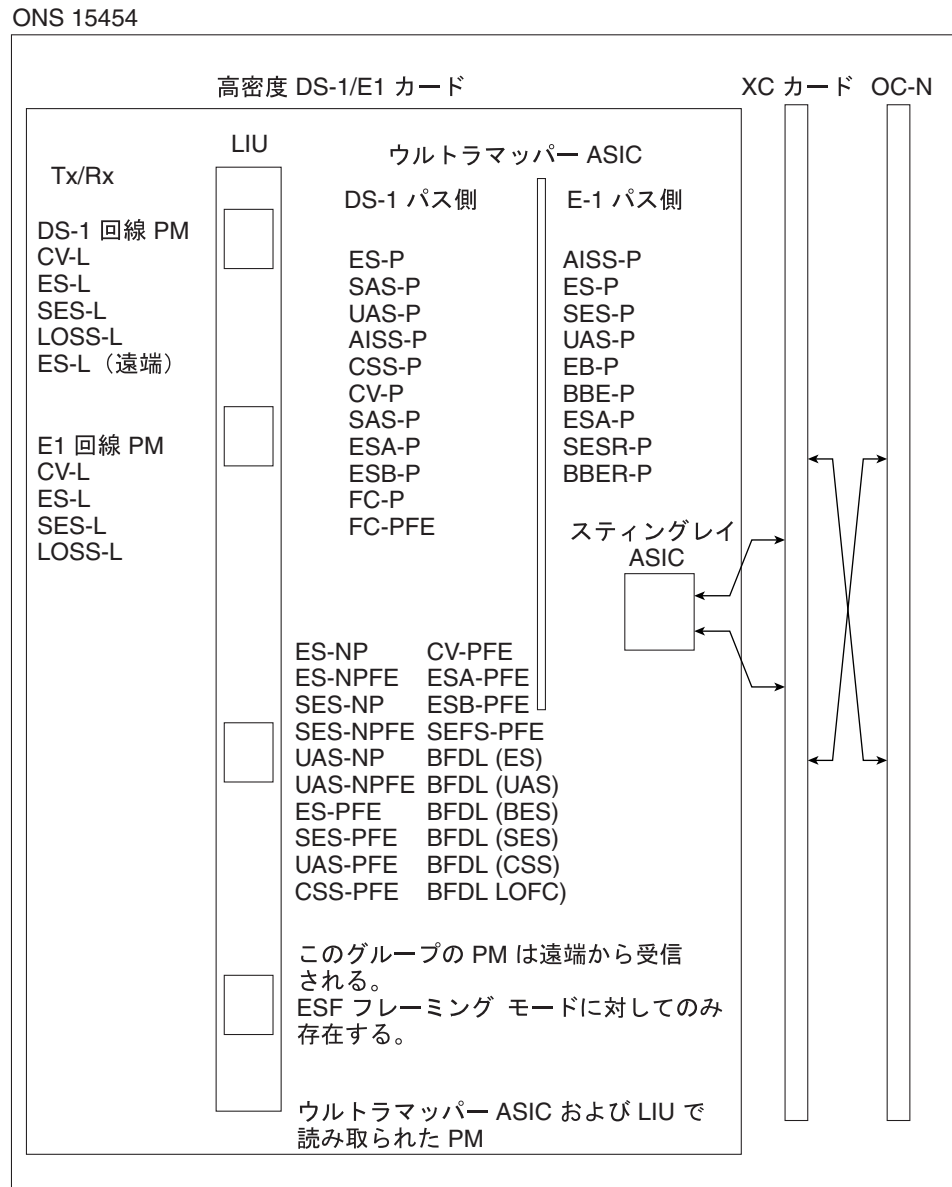 ONS 15454
高密度 DS-1/E1 カード
XC カード
OC-N
LIU
ウルトラマッパー ASIC
Tx/Rx
DS-1 パス側
E-1 パス側
DS-1 回線 PM
CV-L
ES-L
SES-L
LOSS-L
ES-L（遠端）
E1 回線 PM
CV-L
ES-L
SES-L
LOSS-L
ES-P
SAS-P
UAS-P
AISS-P
CSS-P
CV-P
SAS-P
ESA-P
ESB-P
FC-P
FC-PFE
AISS-P
ES-P
SES-P
UAS-P
EB-P
BBE-P
ESA-P
SESR-P
BBER-P
スティングレイ
ASIC
ES-NP CV-PFE
ES-NPFE ESA-PFE
SES-NP ESB-PFE
SES-NPFE SEFS-PFE
UAS-NP BFDL (ES)
UAS-NPFE BFDL (UAS)
ES-PFE BFDL (BES)
SES-PFE BFDL (SES)
UAS-PFE BFDL (CSS)
CSS-PFE BFDL LOFC)
このグループの PM は遠端から受信
される。
ESF フレーミング モードに対してのみ
存在する。
ウルトラマッパー ASIC および LIU で
読み取られた PM